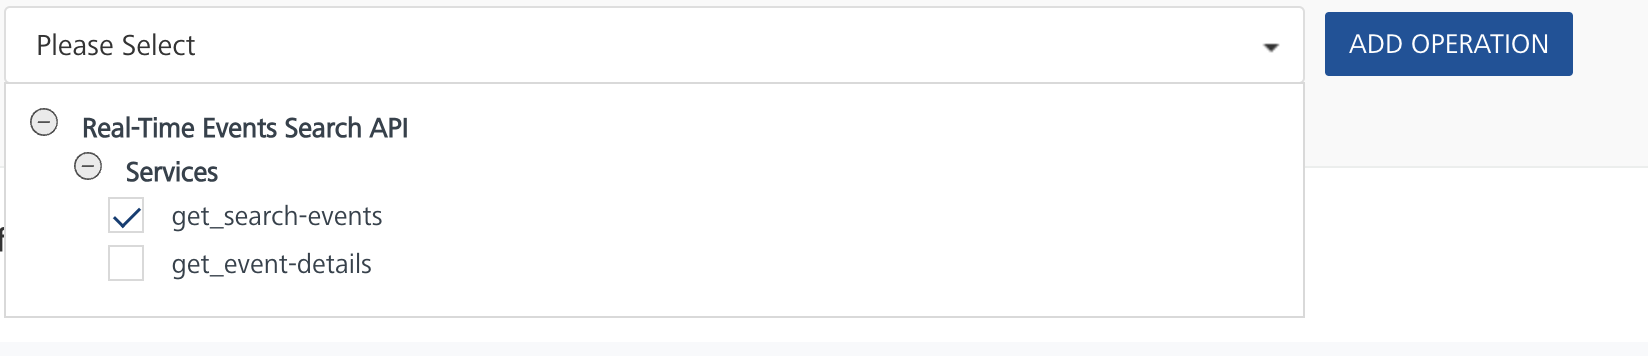 Please Select
ADD OPERATION
Real-Time Events Search API
Services
get_search-events
get_event-details